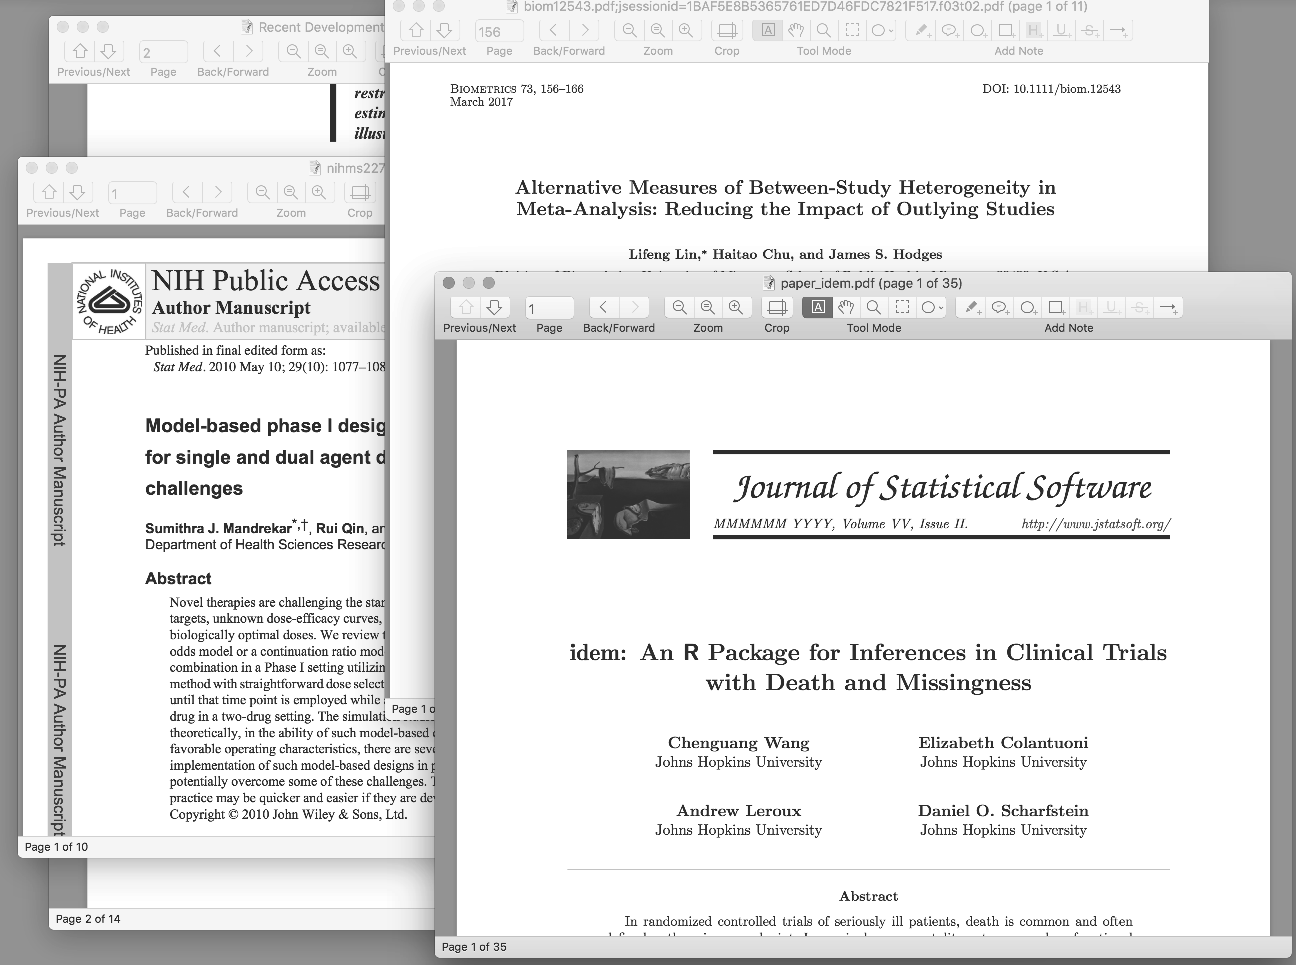 Recent Development
2
Previous/Next
Page
Back/Forward
Zoom
restr
estin
illus
biom12543.pdf;jsessionid=1BAF5E8B5365761ED7D46FDC7821F517.f03t02.pdf (page 1 of 11)
156
Previous/Next
Page
Back/Forward
Zoom
Crop
Tool Mode
Add Note
BIOMETRICS 73, 156–166
March 2017
DOI: 10.1111/biom.12543
Alternative Measures of Between-Study Heterogeneity in
Meta-Analysis: Reducing the Impact of Outlying Studies
Lifeng Lin,* Haitao Chu, and James S. Hodges
Page 1 o
nihms227
1
Previous/Next
Page
Back/Forward
Zoom
Crop
NATIONAL INSTITUTES OF HEALTH
NIH Public Access
Author Manuscript
Stat Med. Author manuscript; available
Published in final edited form as:
Stat Med. 2010 May 10; 29(10): 1077–108
NIH-PA Author Manuscript
NIH-PA Author Manuscript
Model-based phase I desig
for single and dual agent d
challenges
Sumithra J. Mandrekar*,†, Rui Qin, an
Department of Health Sciences Researc
Abstract
Novel therapies are challenging the star
targets, unknown dose-efficacy curves,
biologically optimal doses. We review t
odds model or a continuation ratio mod
combination in a Phase I setting utilizin
method with straightforward dose select
until that time point is employed while
drug in a two-drug setting. The simulati
theoretically, in the ability of such model-based d
favorable operating characteristics, there are seve
implementation of such model-based designs in p
potentially overcome some of these challenges. T
practice may be quicker and easier if they are dev
Copyright © 2010 John Wiley & Sons, Ltd.
Page 1 of 10
Page 2 of 14
paper_idem.pdf (page 1 of 35)
1
Previous/Next
Page
Back/Forward
Zoom
Crop
Tool Mode
Add Note
Journal of Statistical Software
MMMMMM YYYY, Volume VV, Issue II.
http://www.jstatsoft.org/
idem: An R Package for Inferences in Clinical Trials
with Death and Missingness
Chenguang Wang
Johns Hopkins University
Elizabeth Colantuoni
Johns Hopkins University
Andrew Leroux
Johns Hopkins University
Daniel O. Scharfstein
Johns Hopkins University
Abstract
In randomized controlled trials of seriously ill patients, death is common and often
Page 1 of 35